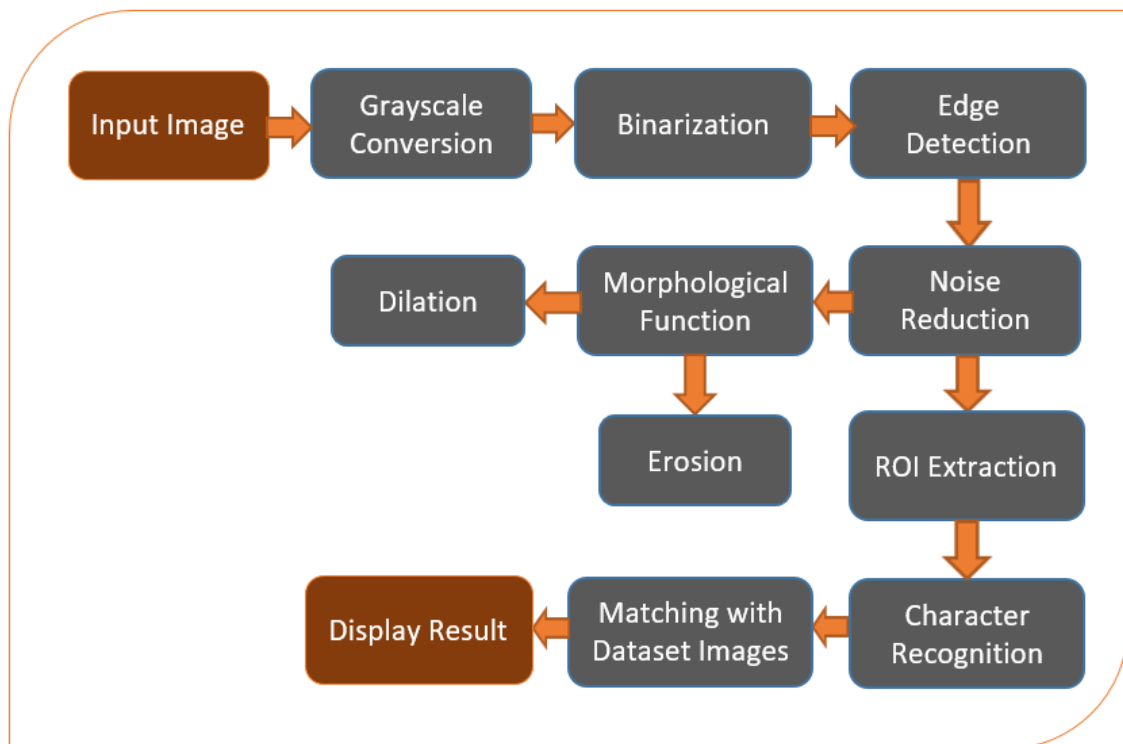 Input Image
Grayscale
Conversion
Binarization
Edge
Detection
Dilation
Morphological
Function
Noise
Reduction
Erosion
ROI Extraction
Display Result
Matching with
Dataset Images
Character
Recognition